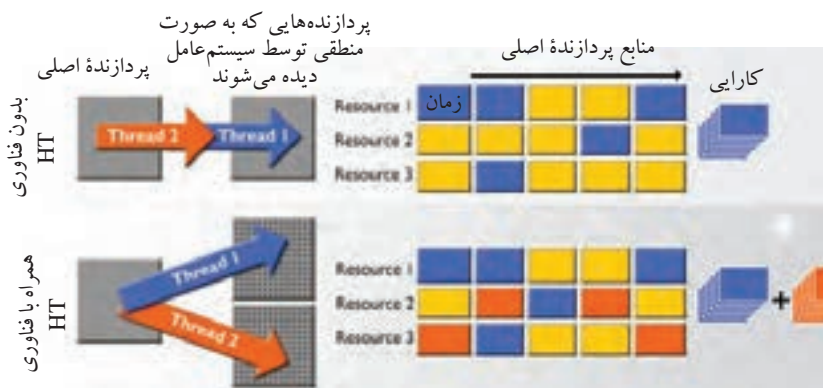 پردازنده‌هایی که به صورت
منطقی توسط سیستم‌عامل
دیده می‌شوند
پردازندهٔ اصلی
منابع پردازندهٔ اصلی
کارایی
بدون فناوری
HT
Thread 2
Thread 1
Resource 1
زمان
Resource 2
Resource 3
همراه با فناوری
HT
Thread 1
Thread 2
Resource 1
Resource 2
Resource 3
+